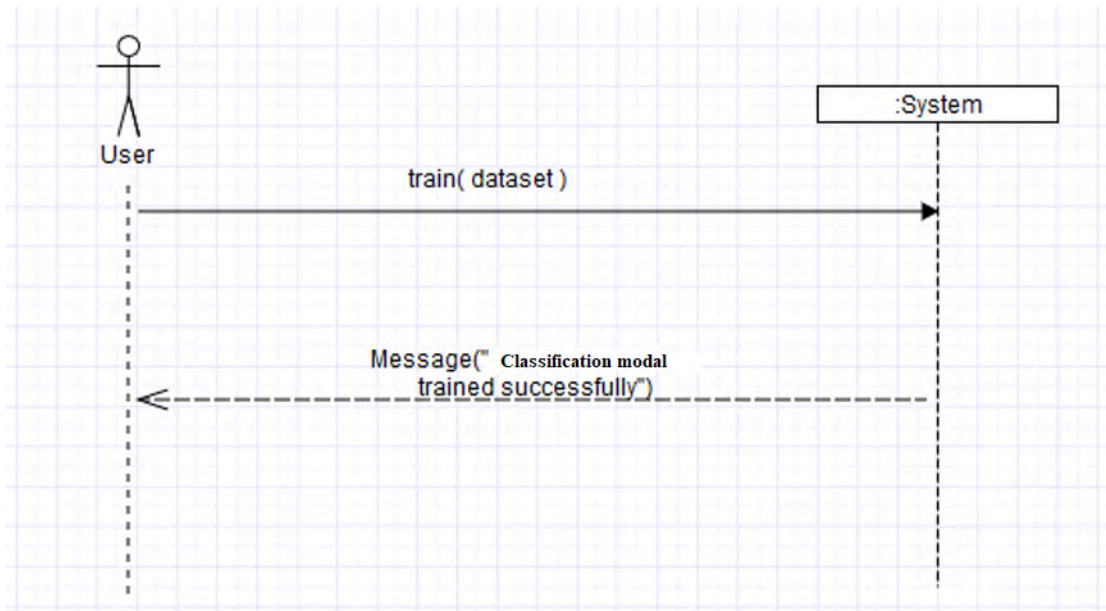 :System
User
train( dataset )
Message(" Classification modal
trained successfully")